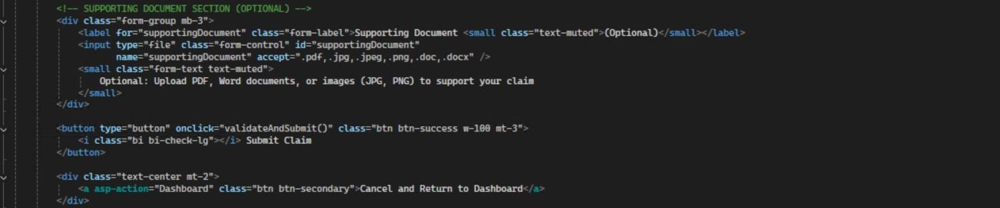 <!-- SUPPORTING DOCUMENT SECTION (OPTIONAL) -->
<div class="form-group mb-3">
<label for="supportingDocument" class="form-label">Supporting Document <small class="text-muted">(Optional)</small></label>
<input type="file" class="form-control" id="supportingDocument"
name="supportingDocument" accept=".pdf,.jpg,.jpeg,.png,.doc,.docx" />
<small class="form-text text-muted">
Optional: Upload PDF, Word documents, or images (JPG, PNG) to support your claim
</small>
</div>
<button type="button" onclick="validateAndSubmit()" class="btn btn-success w-100 mt-3">
<i class="bi bi-check-lg"></i> Submit Claim
</button>
<div class="text-center mt-2">
<a asp-action="Dashboard" class="btn btn-secondary">Cancel and Return to Dashboard</a>
</div>